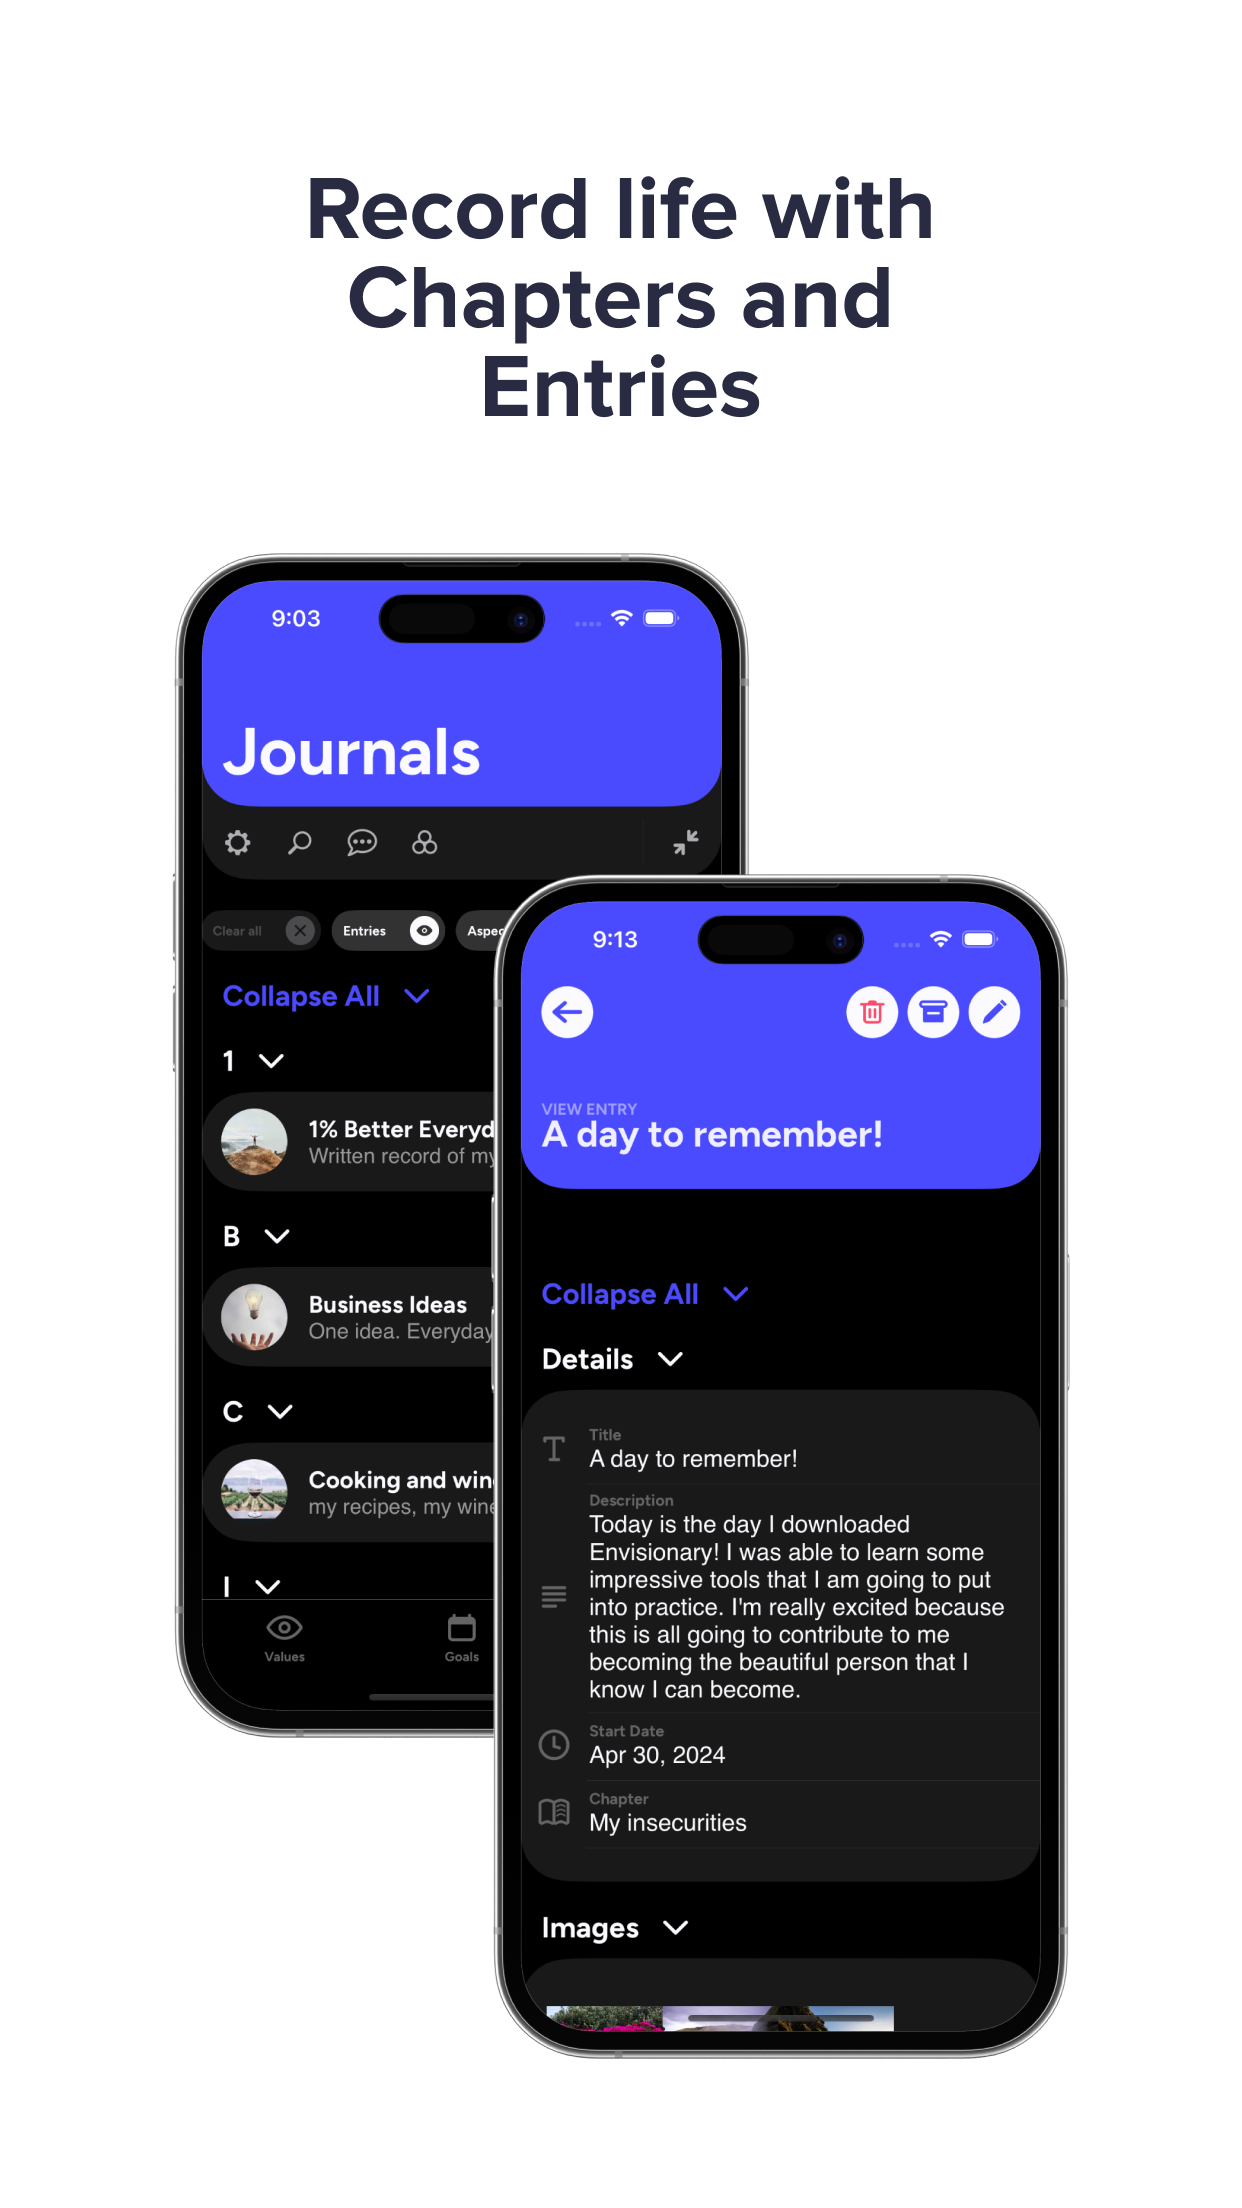 Record life with
Chapters and
Entries
9:03
Journals
Clear all
Entries
Collapse All
1
1% Better
Written record of
B
Business Ideas
One idea. Everyday
C
Cooking and
my recipes, my
I
Values
Goals
9:13
VIEW ENTRY
A day to remember!
Collapse All
Details
Title
A day to remember!
Description
Today is the day I downloaded
Envisionary! I was able to learn some
impressive tools that I am going to put
into practice. I'm really excited because
this is all going to contribute to me
becoming the beautiful person that I
know I can become.
Start Date
Apr 30, 2024
Chapter
My insecurities
Images